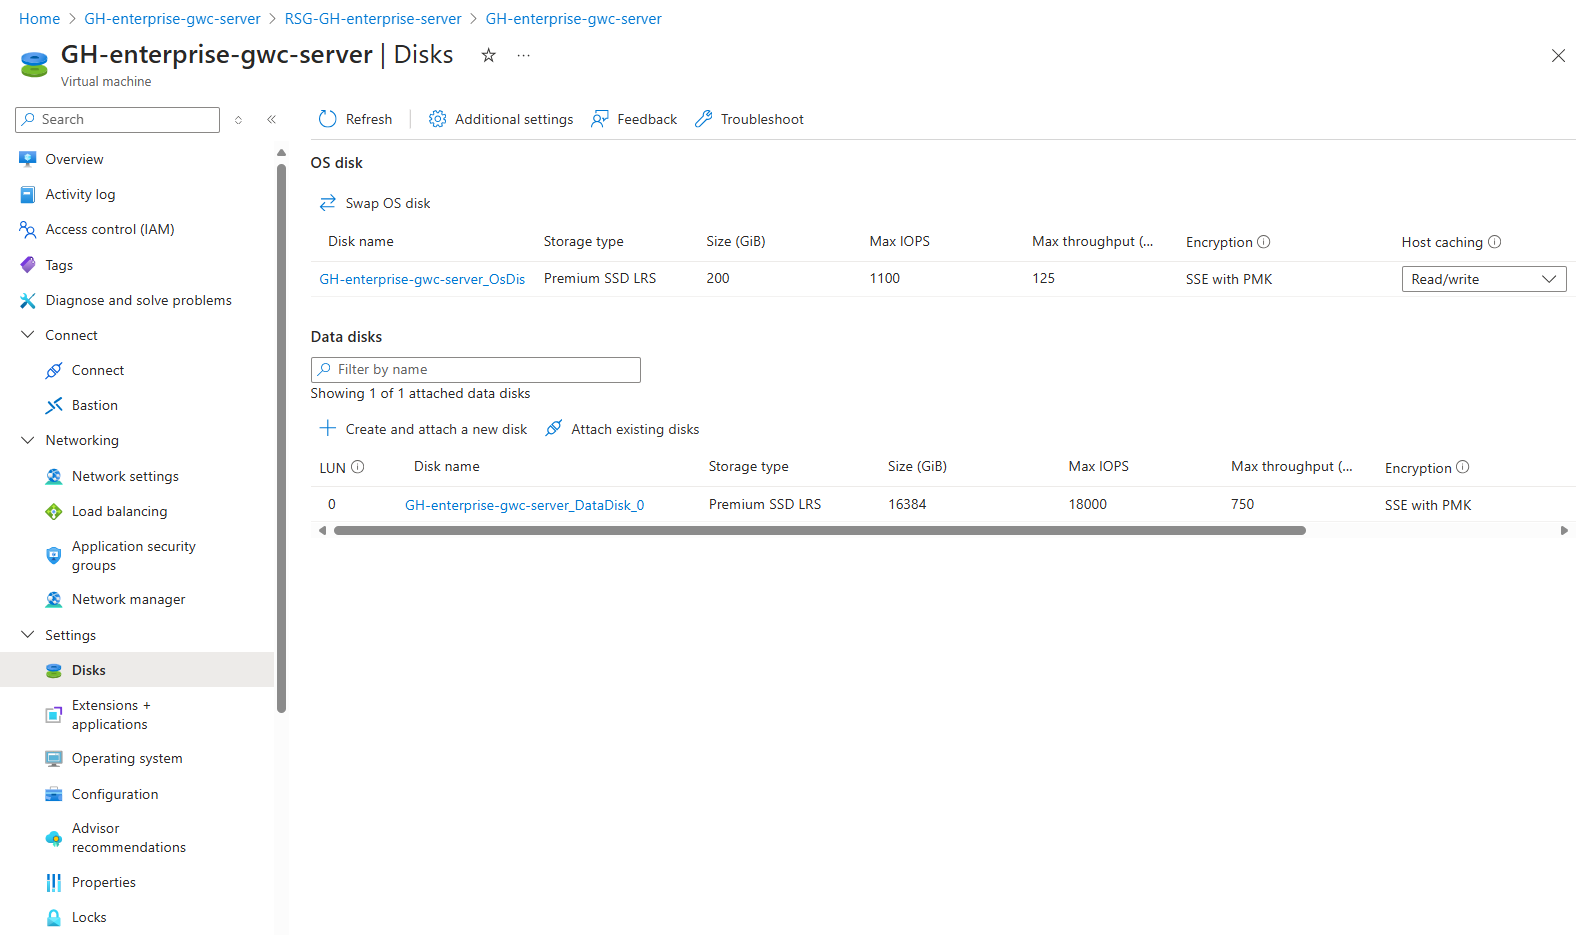 Home > GH-enterprise-gwc-server > RSG-GH-enterprise-server > GH-enterprise-gwc-server
GH-enterprise-gwc-server | Disks
Virtual machine
Search
Overview
Activity log
Access control (IAM)
Tags
Diagnose and solve problems
Connect
Connect
Bastion
Networking
Network settings
Load balancing
Application security
groups
Network manager
Settings
Disks
Extensions +
applications
Operating system
Configuration
Advisor
recommendations
Properties
Locks
Refresh Additional settings Feedback Troubleshoot
OS disk
Swap OS disk
Disk name Storage type Size (GiB) Max IOPS Max throughput (... Encryption Host caching
GH-enterprise-gwc-server_OsDis Premium SSD LRS 200 1100 125 SSE with PMK Read/write
Data disks
Filter by name
Showing 1 of 1 attached data disks
Create and attach a new disk Attach existing disks
LUN Disk name Storage type Size (GiB) Max IOPS Max throughput (... Encryption
0 GH-enterprise-gwc-server_DataDisk_0 Premium SSD LRS 16384 18000 750 SSE with PMK